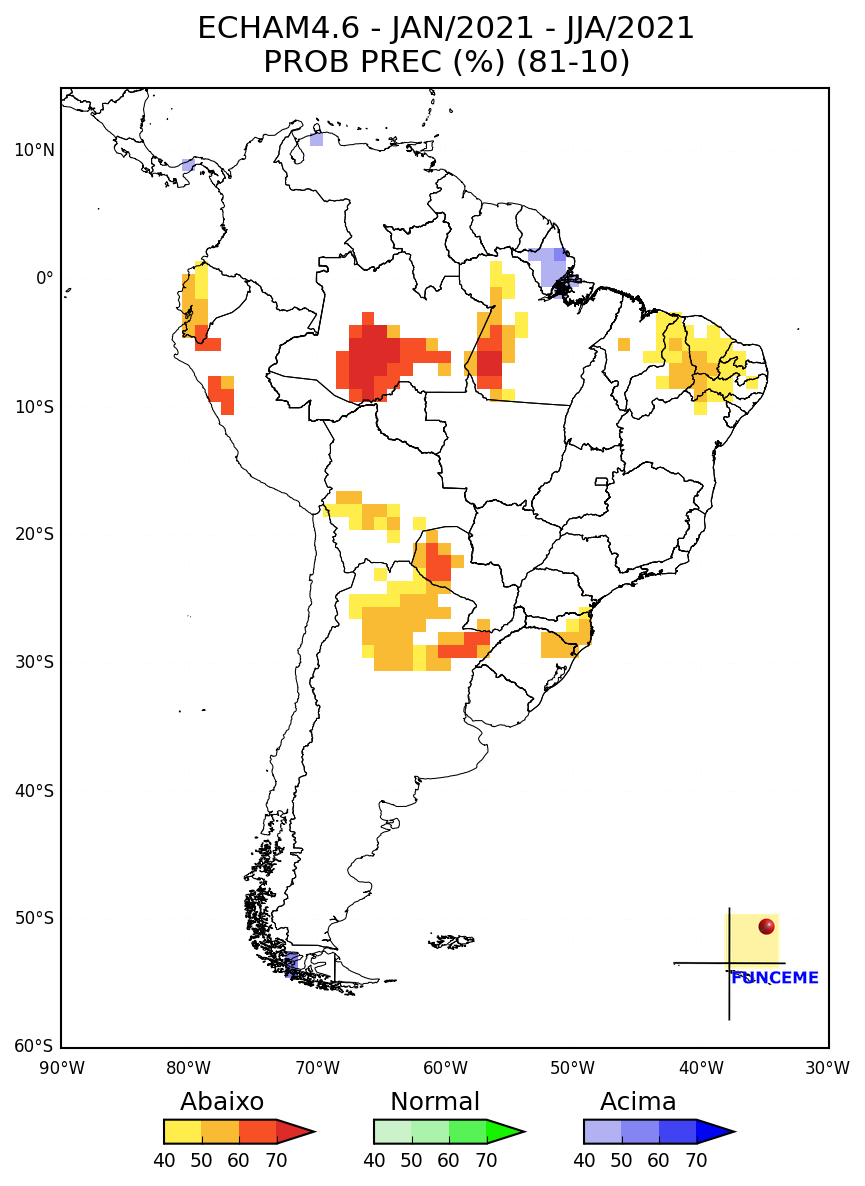 ECHAM4.6 - JAN/2021 - JJA/2021
PROB PREC (%) (81-10)
10°N
0°
10°S
20°S
30°S
40°S
50°S
60°S
90°W 80°W 70°W 60°W 50°W 40°W 30°W
FUNCEME
Abaixo Normal Acima
40 50 60 70 40 50 60 70 40 50 60 70